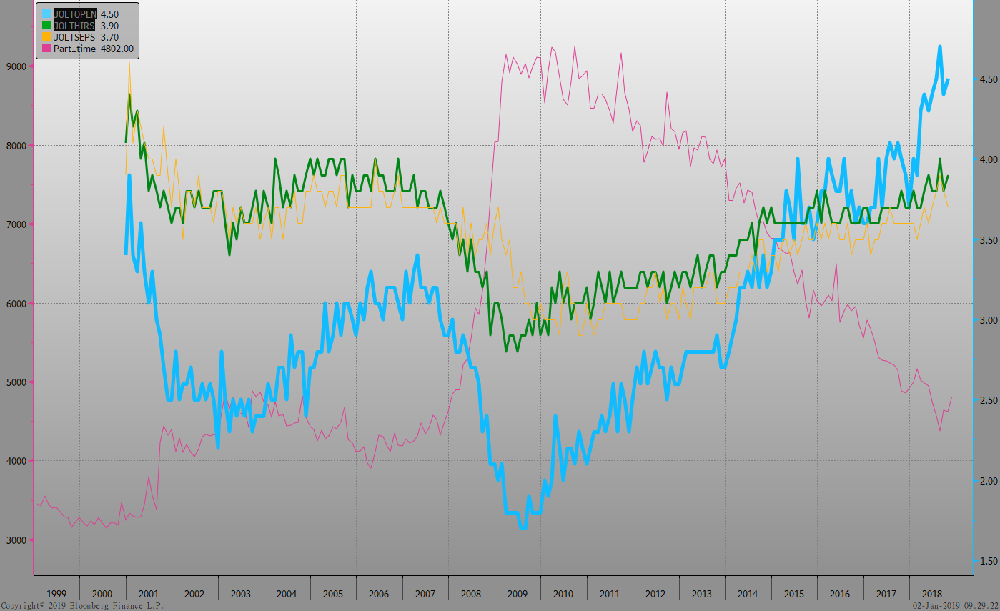 JOLTOPEN 4.50
JOLTHIRS 3.90
JOLTSEPS 3.70
Part_time 4802.00
9000
8000
7000
6000
5000
4000
3000
4.50
4.00
3.50
3.00
2.50
2.00
1.50
1999 2000 2001 2002 2003 2004 2005 2006 2007 2008 2009 2010 2011 2012 2013 2014 2015 2016 2017 2018
Copyright© 2019 Bloomberg Finance L.P. 02-Jan-2019 09:29:22